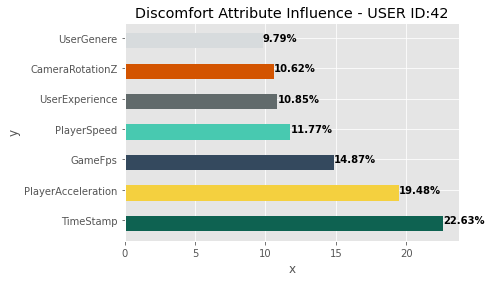 Discomfort Attribute Influence - USER ID:42
UserGenere 9.79%
CameraRotationZ 10.62%
UserExperience 10.85%
PlayerSpeed 11.77%
GameFps 14.87%
PlayerAcceleration 19.48%
TimeStamp 22.63%
y
0 5 10 15 20
x